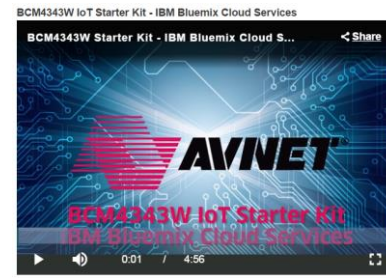 BCM4343W IoT Starter Kit - IBM Bluemix Cloud Services
BCM4343W Starter Kit - IBM Bluemix Cloud S...
Share
AVNET
BCM4343W IoT Starter Kit
IBM Bluemix Cloud Services
0:01 / 4:56